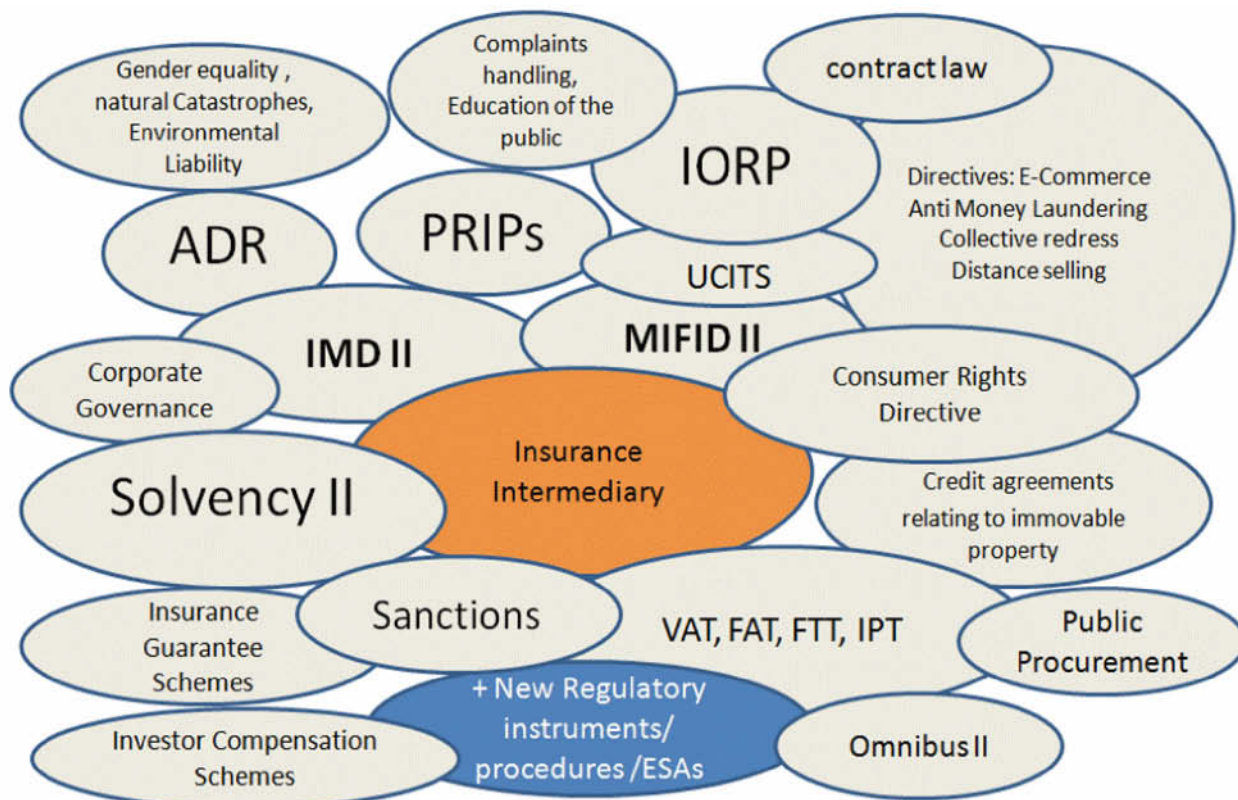 Gender equality ,
natural Catastrophes,
Environmental
Liability
Complaints
handling,
Education of the
public
contract law
IORP
Directives: E-Commerce
Anti Money Laundering
Collective redress
Distance selling
ADR
PRIPs
UCITS
IMD II
MIFID II
Corporate
Governance
Consumer Rights
Directive
Insurance
Intermediary
Solvency II
Credit agreements
relating to immovable
property
Insurance
Guarantee
Schemes
Sanctions
VAT, FAT, FTT, IPT
Public
Procurement
+ New Regulatory
instruments/
procedures /ESAs
Investor Compensation
Schemes
Omnibus II